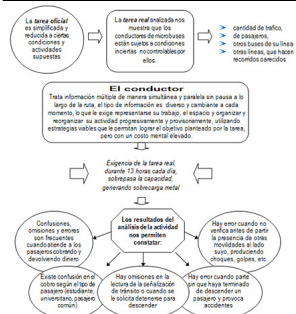 La tarea oficial
es simplificada y
reducida a ciertas
condiciones y
actividades
supuestas
La tarea real analizada nos
muestra que los
conductores de microbuses
están sujetos a condiciones
inciertas no controladas por
ellos.
cantidad de trafico,
de pasajeros,
otros buses de su línea
otras líneas, que hacen
recorridos parecidos
El conductor
Trata información múltiple de manera simultánea y paralela sin pausa a lo
largo de la ruta, el tipo de información es diverso y cambiante a cada
momento, lo que le exige representarse su trabajo, el espacio y organizar y
reorganizar su actividad progresivamente y provisoriamente, utilizando
estrategias viables que le permitan lograr el objetivo planteado por la tarea,
pero con un costo mental elevado.
Exigencia de la tarea real,
durante 13 horas cada día,
sobrepasa la capacidad,
generando sobrecarga metal
Confusiones,
omisiones y errores
son frecuentes
cuando atiende a los
pasajeros cobrando y
devolviendo dinero
Los resultados del
análisis de la actividad
nos permiten
constatar:
Hay error cuando no
verifica antes de partir
la presencia de otras
movilidades al lado
suyo, produciendo
choques, golpes, etc.
Existe confusión en el
cobro según el tipo de
pasajero (estudiante,
universitario, pasajero
común)
Hay omisiones en la
lectura de la señalización
de tránsito o cuando se
le solicita detenerse para
descender
Hay error cuando parte
sin que haya terminado
de descender un
pasajero y provoca
accidentes